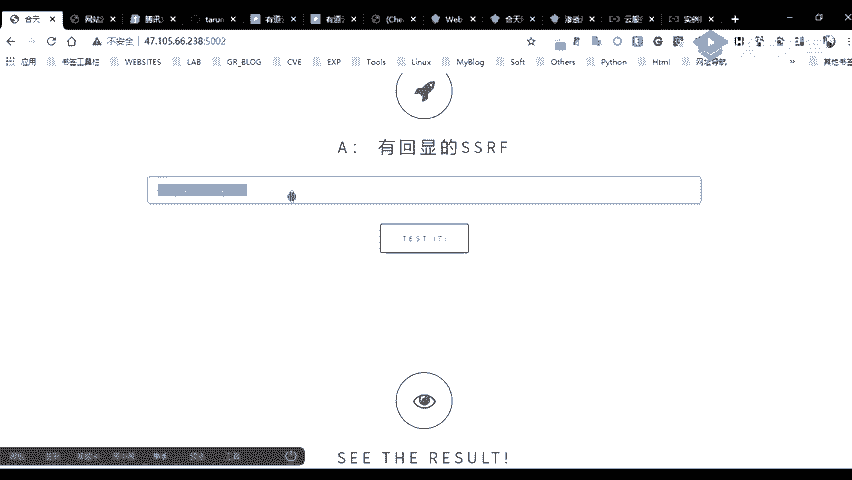 合天
网站
腾讯
tarun
有道
有道
(Che
Web
合天
渗透
云服
实例
不安全 | 47.105.66.238:5002
应用 书签工具栏 WEBSITES LAB GR_BLOG CVE EXP Tools Linux MyBlog Soft Others Python Html 网址导航 » 其他书签
A: 有回显的SSRF
TEST IT!
SEE THE RESULT!